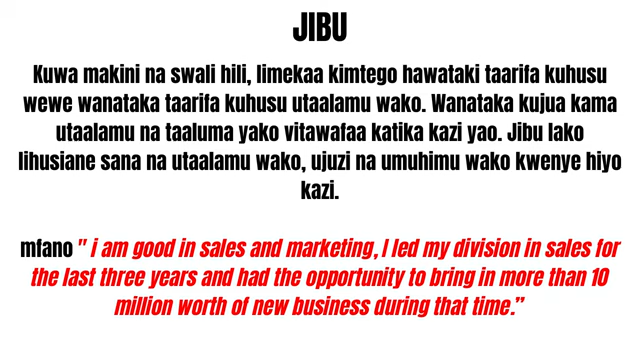 JIBU
Kuwa makini na swali hili, limekaa kimtego hawataki taarifa kuhusu
wewe wanataka taarifa kuhusu utaalamu wako. Wanataka kujua kama
utaalamu na taaluma yako vitawafaa katika kazi yao. Jibu lako
lihusiane sana na utaalamu wako, ujuzi na umuhimu wako kwenye hiyo
kazi.
mfano " i am good in sales and marketing, I led my division in sales for
the last three years and had the opportunity to bring in more than 10
million worth of new business during that time.”